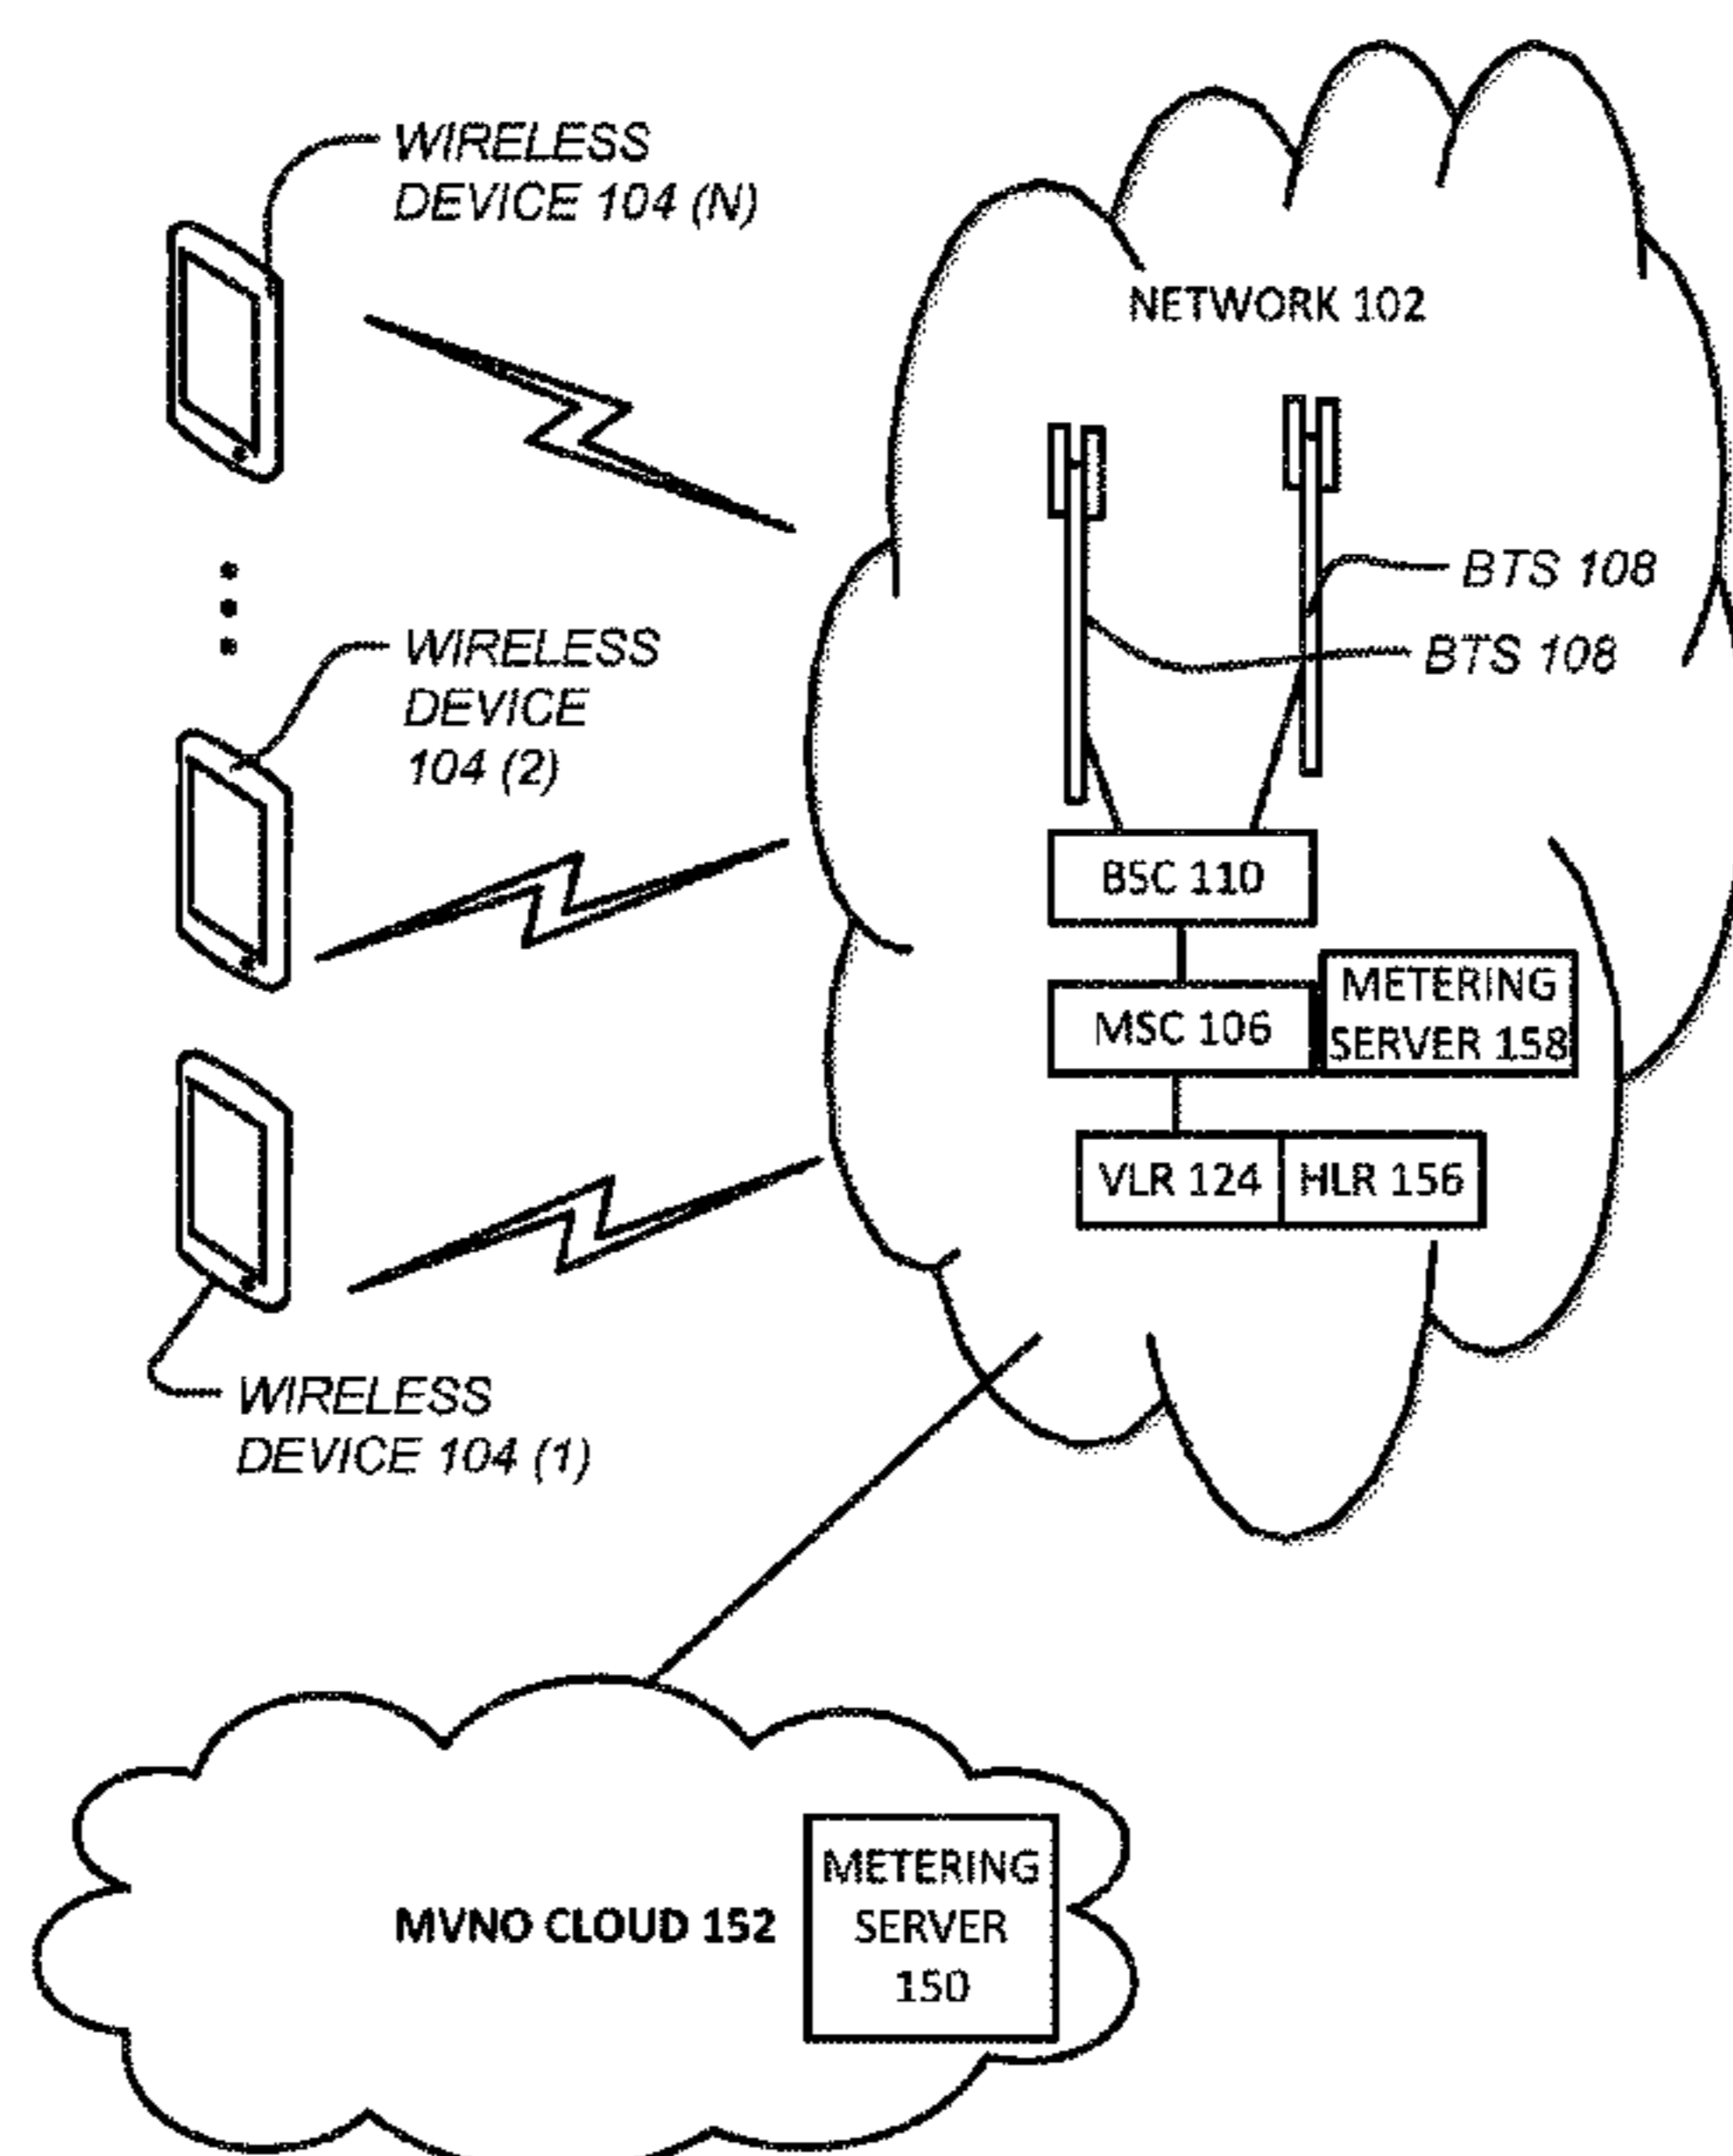 WIRELESS
DEVICE 104 (N)
NETWORK 102
BTS 108
BTS 108
WIRELESS
DEVICE
104 (2)
BSC 110
METERING
SERVER 158
MSC 106
VLR 124
HLR 156
WIRELESS
DEVICE 104 (1)
METERING
SERVER
150
MVNO CLOUD 152